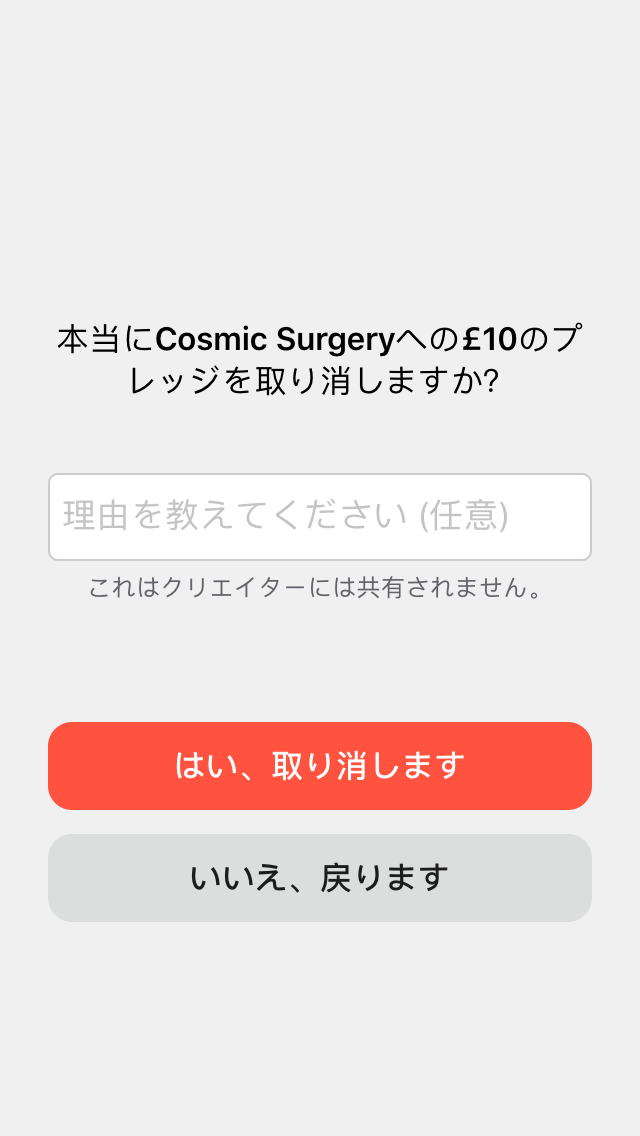 本当にCosmic Surgeryへの£10のプ
レッジを取り消しますか?
理由を教えてください (任意)
これはクリエイターには共有されません。
はい、取り消します
いいえ、戻ります